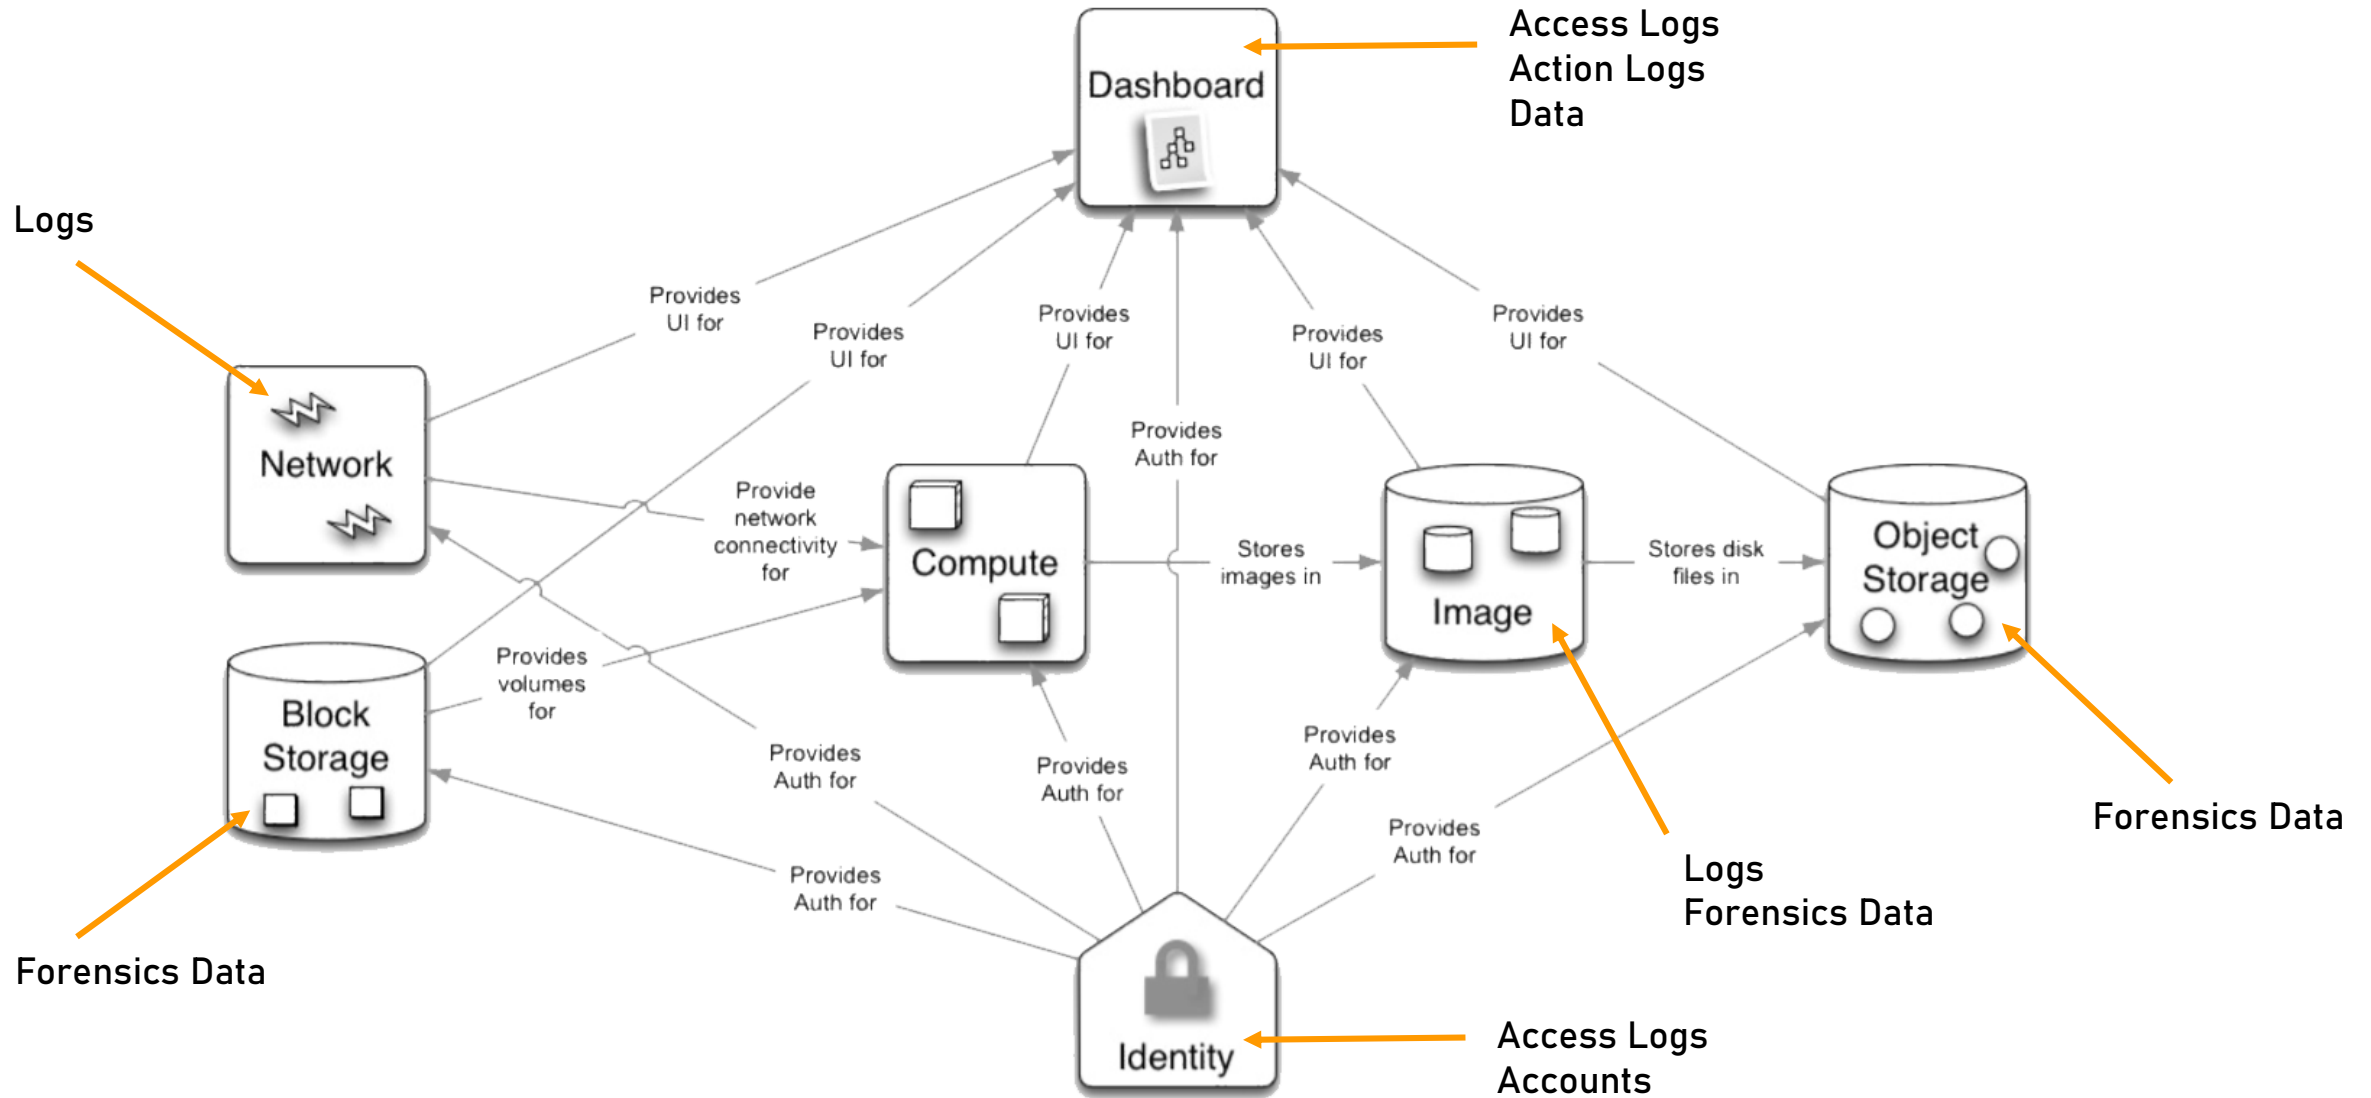 Access Logs
Action Logs
Data
Dashboard
Logs
Provides
UI for
Provides
UI for
Provides
UI for
Provides
UI for
Provides
UI for
Network
Provides
Auth for
Provide
network
connectivity
for
Compute
Stores
images in
Image
Stores disk
files in
Object
Storage
Block
Storage
Provides
volumes
for
Provides
Auth for
Provides
Auth for
Provides
Auth for
Provides
Auth for
Provides
Auth for
Forensics Data
Logs
Forensics Data
Forensics Data
Identity
Access Logs
Accounts